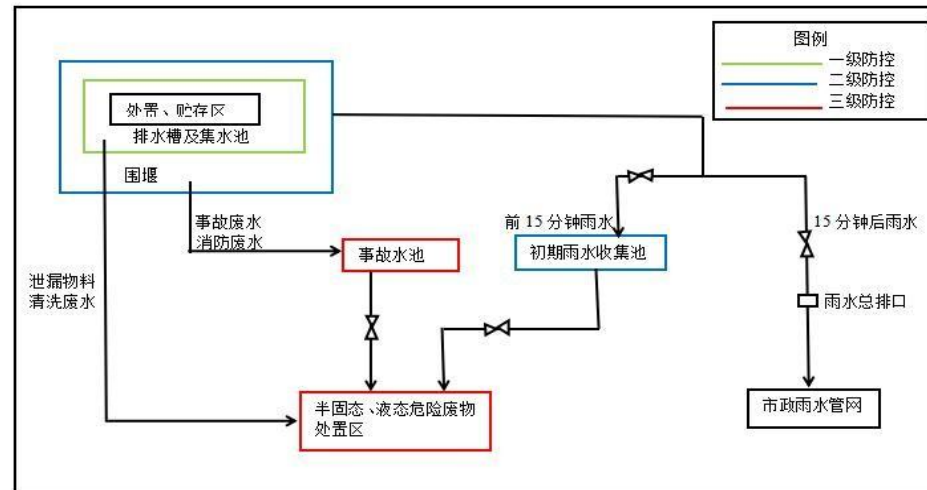 图例
一级防控
二级防控
三级防控
处置、贮存区
排水槽及集水池
围堰
事故废水
消防废水
前15分钟雨水
15分钟后雨水
事故水池
初期雨水收集池
泄漏物料
清洗废水
雨水总排口
半固态、液态危险废物
处置区
市政雨水管网